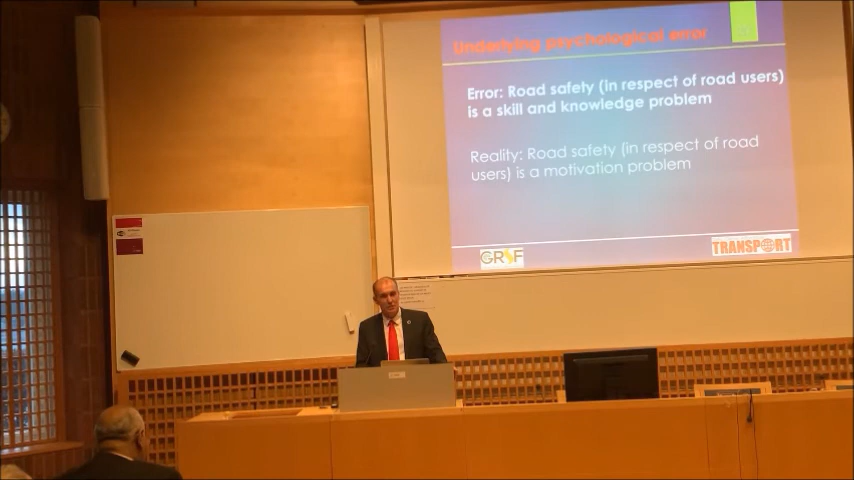 Underlying psychological error
Error: Road safety (in respect of road users)
is a skill and knowledge problem
Reality: Road safety (in respect of road
users) is a motivation problem
GRSF
TRANSPORT